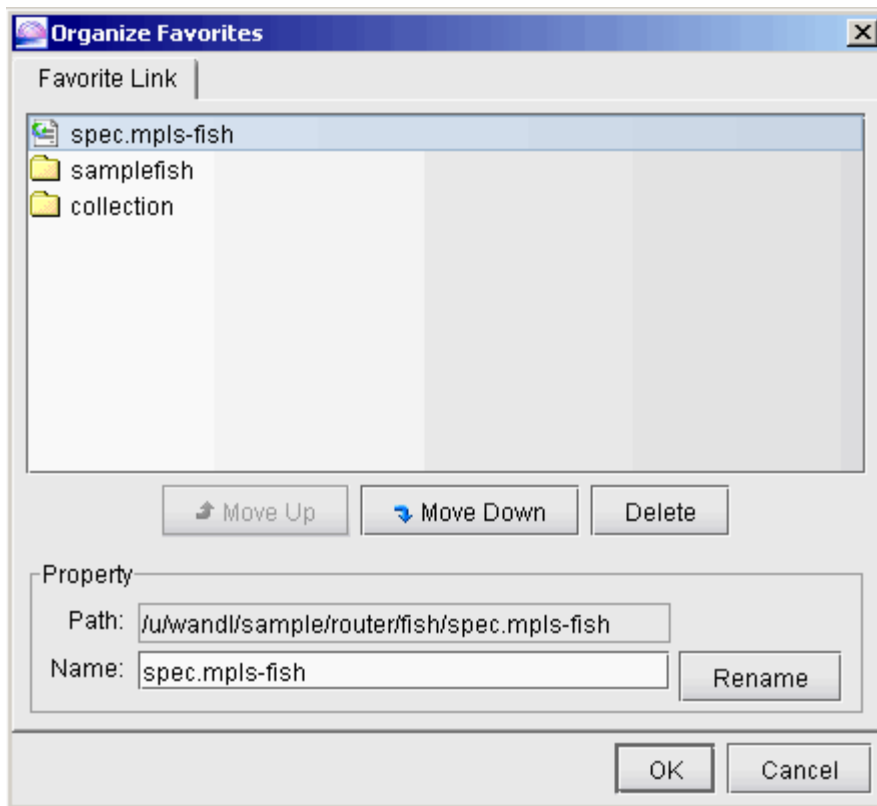 Organize Favorites
Favorite Link
spec.mpls-fish
samplefish
collection
Move Up Move Down Delete
Property
Path: /u/wandl/sample/router/fish/spec.mpls-fish
Name: spec.mpls-fish Rename
OK Cancel